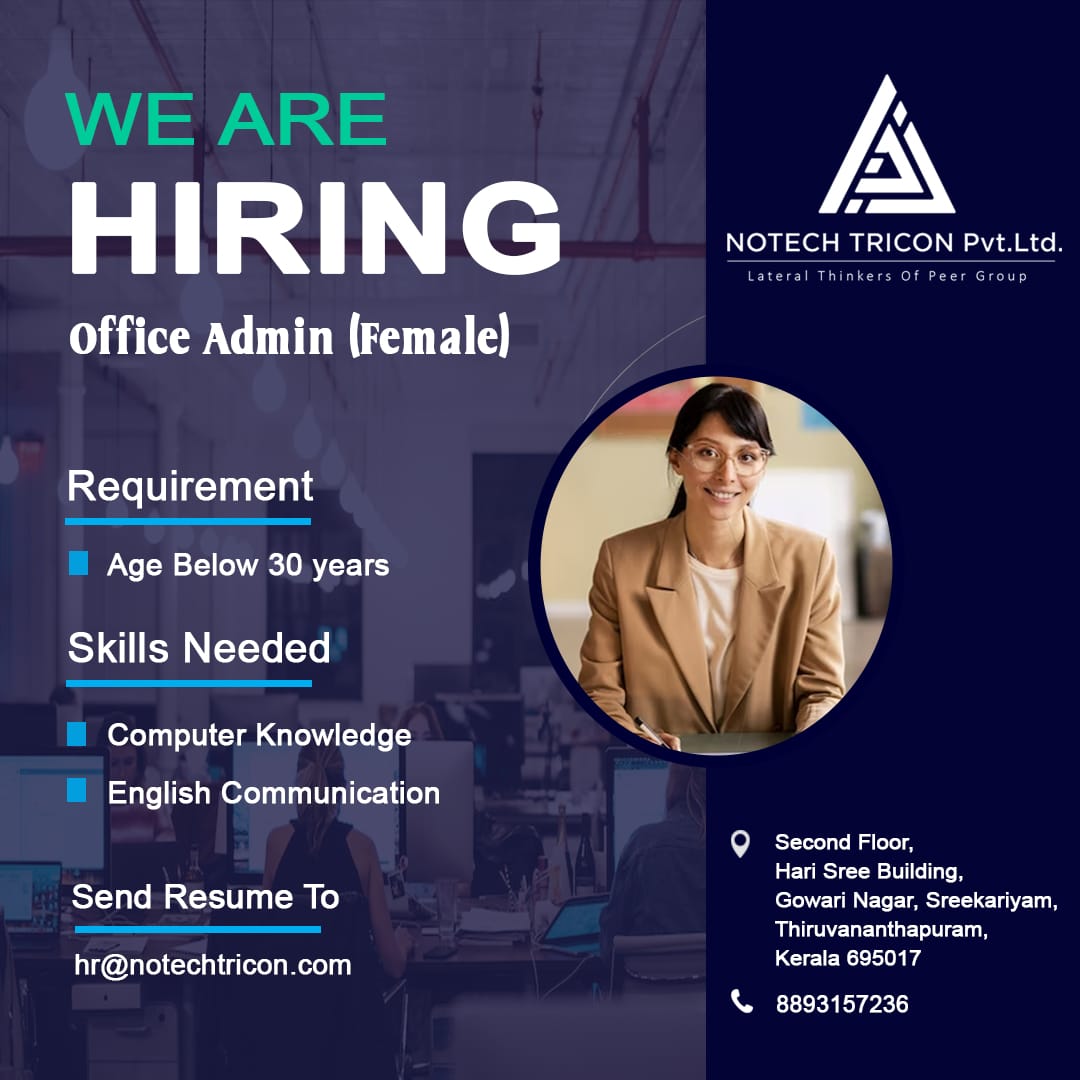 WE ARE
HIRING
Office Admin (Female)
Requirement
Age Below 30 years
Skills Needed
Computer Knowledge
English Communication
Send Resume To
hr@notechtricon.com
NOTECH TRICON Pvt.Ltd.
Lateral Thinkers Of Peer Group
Second Floor,
Hari Sree Building,
Gowari Nagar, Sreekariyam,
Thiruvananthapuram,
Kerala 695017
8893157236